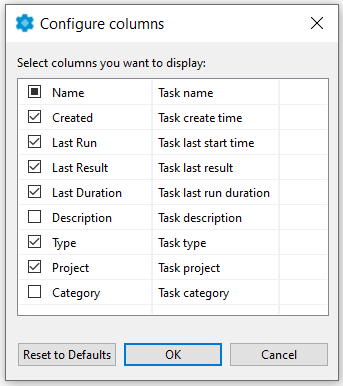 Configure columns
Select columns you want to display:
Name Task name
Created Task create time
Last Run Task last start time
Last Result Task last result
Last Duration Task last run duration
Description Task description
Type Task type
Project Task project
Category Task category
Reset to Defaults OK Cancel